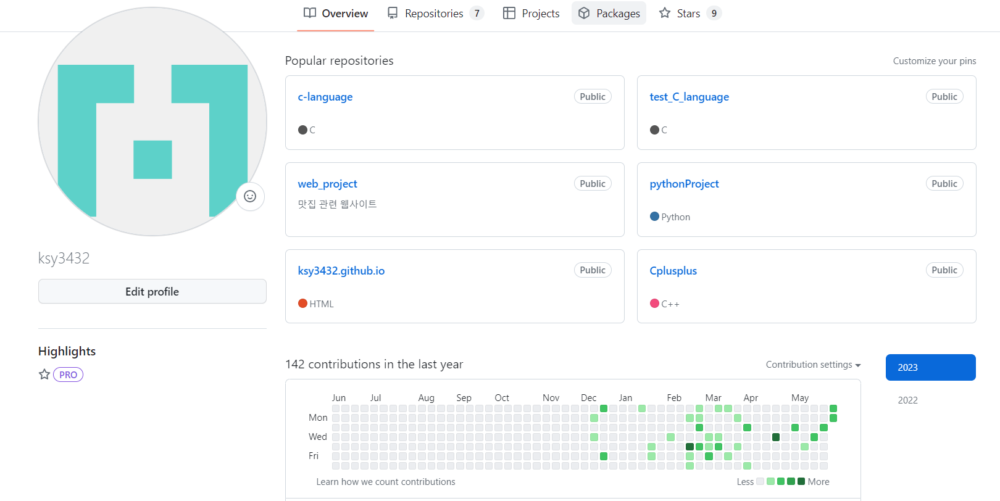 Overview Repositories 7 Projects Packages Stars 9
Popular repositories
Customize your pins
c-language Public
C
test_C_language Public
C
web_project Public
맛집 관련 웹사이트
pythonProject Public
Python
ksy3432.github.io Public
HTML
Cplusplus Public
C++
ksy3432
Edit profile
Highlights
PRO
142 contributions in the last year
Contribution settings
2023
2022
Jun Jul Aug Sep Oct Nov Dec Jan Feb Mar Apr May
Mon
Wed
Fri
Learn how we count contributions
Less More